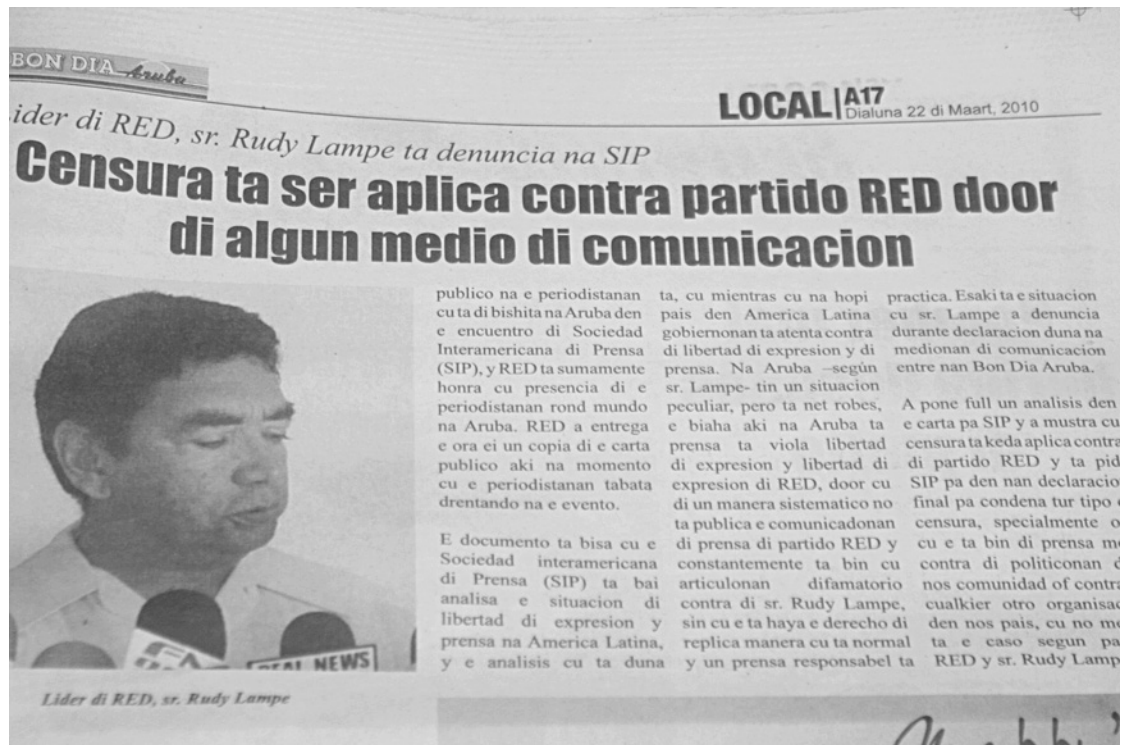 BON DIA Aruba
LOCAL | A17
Dialuna 22 di Maart, 2010
ider di RED, sr. Rudy Lampe ta denuncia na SIP
Censura ta ser aplica contra partido RED door
di algun medio di comunicacion
publico na e periodistanan
cu ta di bishita na Aruba den
e encuentro di Sociedad
Interamericana di Prensa
(SIP), y RED ta sumamente
honra cu presencia di e
periodistanan rond mundo
na Aruba. RED a entrega
e ora ei un copia di e carta
publico aki na momento
cu e periodistanan tabata
drentando na e evento.
E documento ta bisa cu e
Sociedad interamericana
di Prensa (SIP) ta bai
analisa e situacion di
libertad di expresion y
prensa na America Latina,
y e analisis cu ta duna
ta, cu mientras cu na hopi
pais den America Latina
gobiernonan ta atenta contra
di libertad di expresion y di
prensa. Na Aruba –según
sr. Lampe- tin un situacion
peculiar, pero ta net robes,
e biaha aki na Aruba ta
prensa ta viola libertad
di expresion y libertad di
expresion di RED, door cu
di un manera sistematico no
ta publica e comunicadonan
di prensa di partido RED y
constantemente ta bin cu
articulonan difamatorio
contra di sr. Rudy Lampe,
sin cu e ta haya e derecho di
replica manera cu ta normal
y un prensa responsabel ta
practica. Esaki ta e situacion
cu sr. Lampe a denuncia
durante declaracion duna na
medionan di comunicacion
entre nan Bon Dia Aruba.
A pone full un analisis den
e carta pa SIP y a mustra cu
censura ta keda aplica contra
di partido RED y ta pid
SIP pa den nan declaracio
final pa condena tur tipo
censura, specialmente o
cu e ta bin di prensa m
contra di politiconan d
nos comunidad of contra
cualkier otro organisac
den nos pais, cu no m
ta e caso segun pa
RED y sr. Rudy Lamp
NEWS
Lider di RED, sr. Rudy Lampe